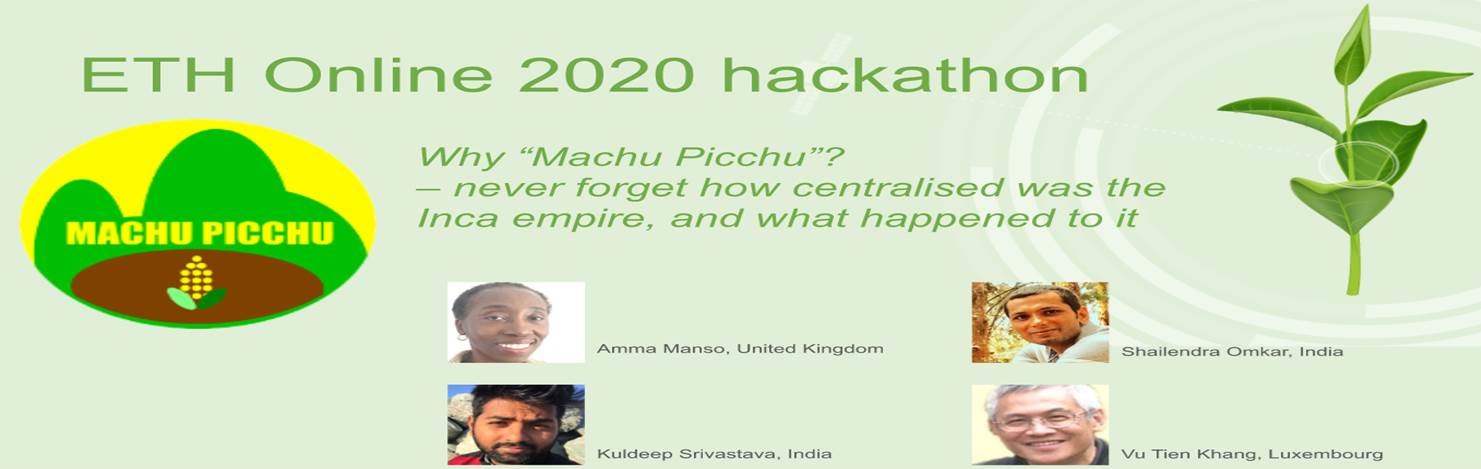 ETH Online 2020 hackathon
MACHU PICCHU
Why “Machu Picchu”?
– never forget how centralised was the
Inca empire, and what happened to it
Amma Manso, United Kingdom
Shailendra Omkar, India
Kuldeep Srivastava, India
Vu Tien Khang, Luxembourg